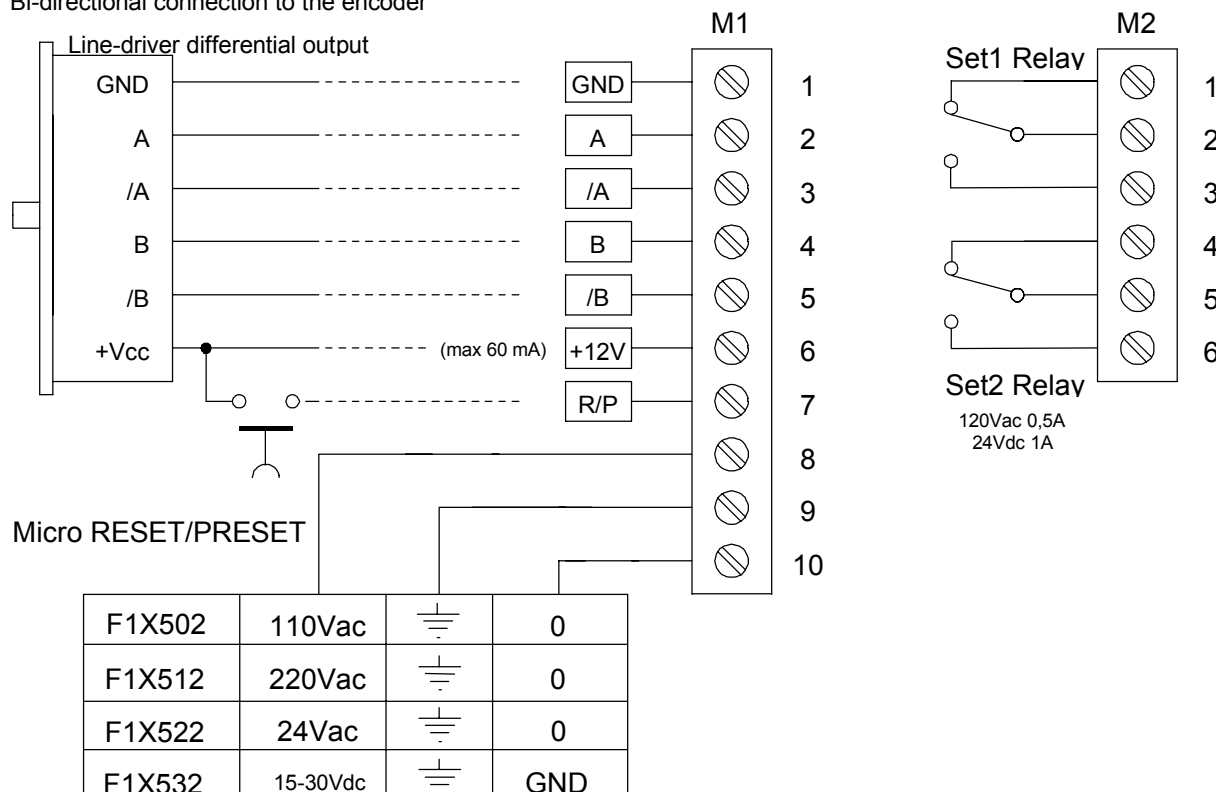 Bi-directional connection to the encoder
Line-driver differential output
GND
A
/A
B
/B
+Vcc
(max 60 mA)
GND
A
/A
B
/B
+12V
R/P
M1
1
2
3
4
5
6
7
8
9
10
Micro RESET/PRESET
F1X502 110Vac 0
F1X512 220Vac 0
F1X522 24Vac 0
F1X532 15-30Vdc GND
M2
Set1 Relay
1
2
3
4
5
6
Set2 Relay
120Vac 0,5A
24Vdc 1A